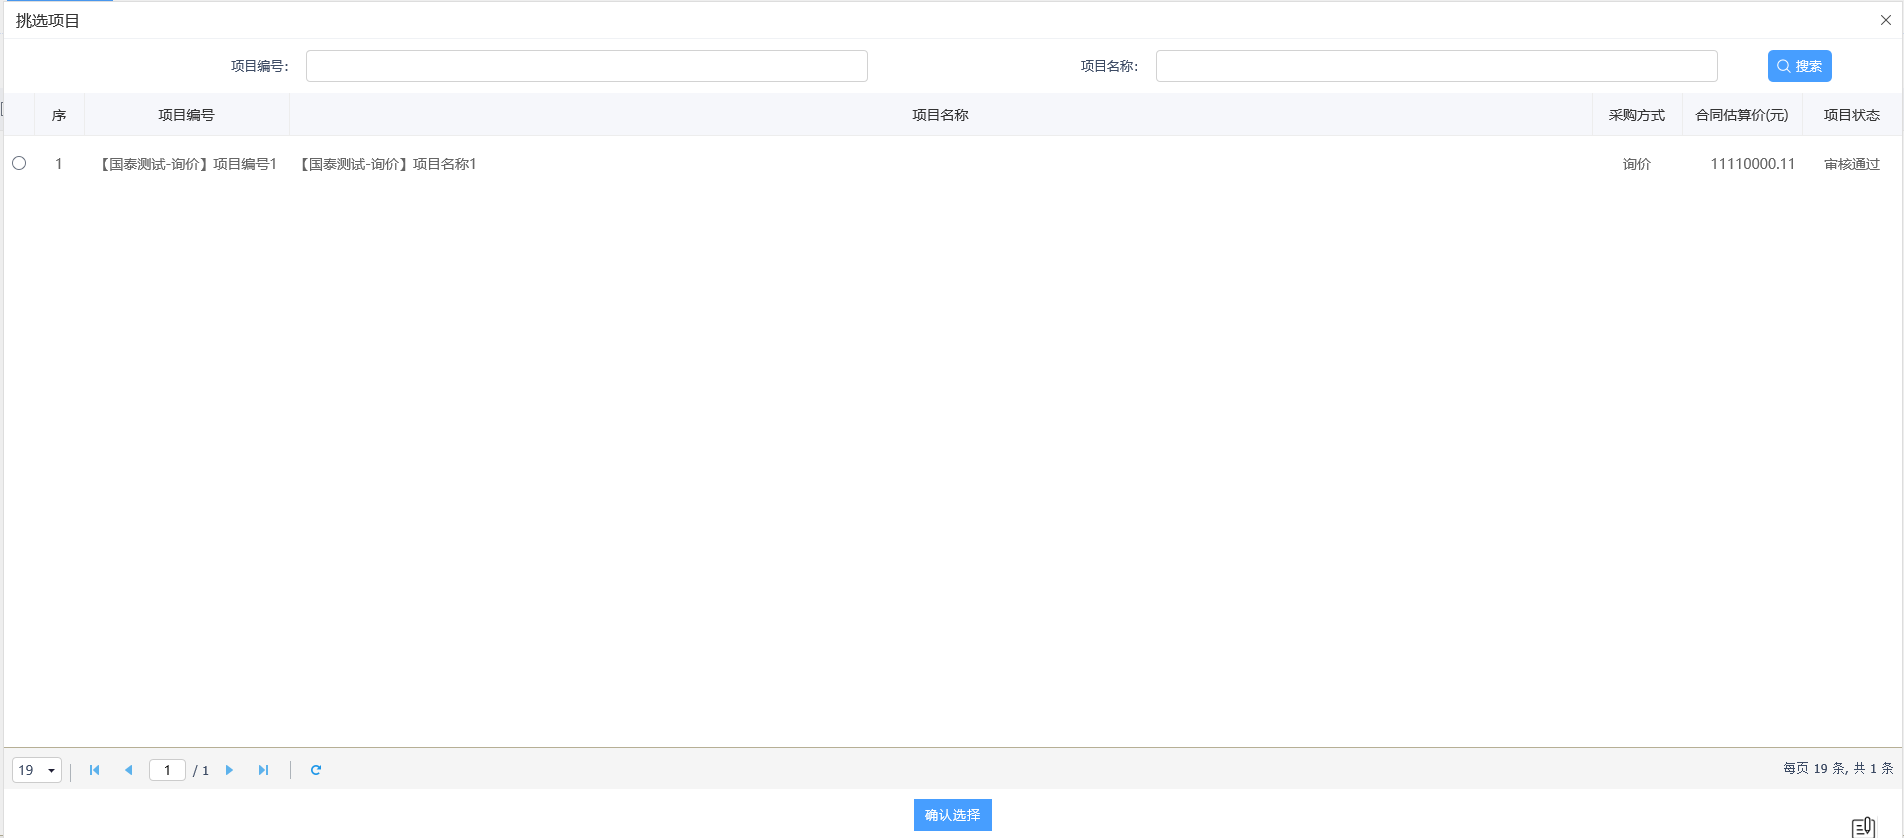 挑选项目
项目编号: 项目名称: 搜索
序 项目编号 项目名称 采购方式 合同估算价(元) 项目状态
1 【国泰测试-询价】项目编号1 【国泰测试-询价】项目名称1 询价 11110000.11 审核通过
19 1 / 1 每页 19 条, 共 1 条
确认选择